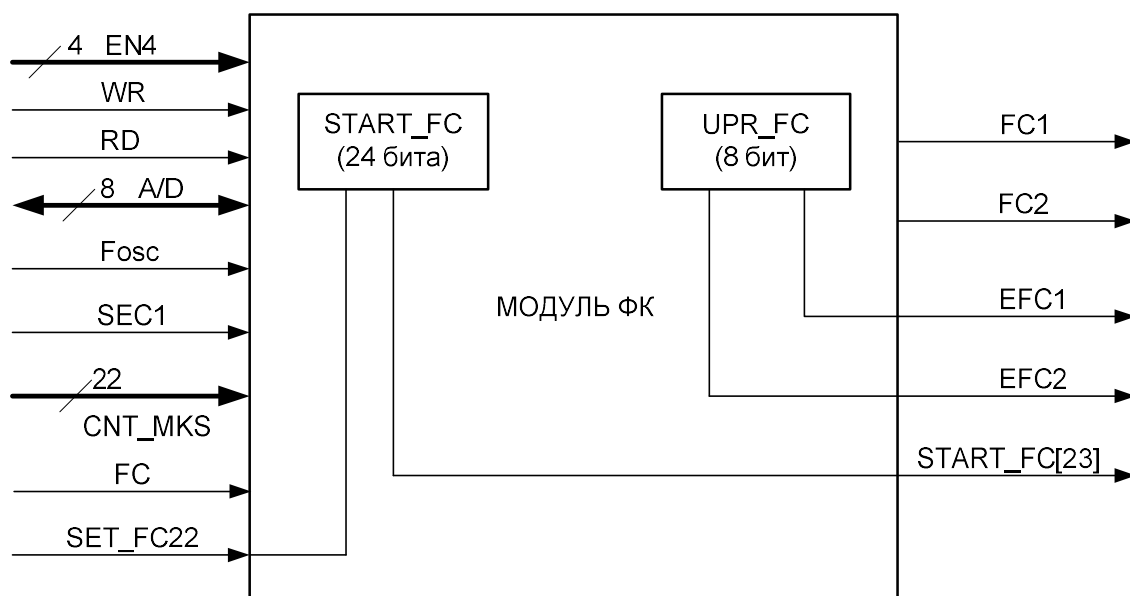 4 EN4
WR
RD
8 A/D
Fosc
SEC1
22
CNT_MKS
FC
SET_FC22
START_FC
(24 бита)
UPR_FC
(8 бит)
МОДУЛЬ ФК
FC1
FC2
EFC1
EFC2
START_FC[23]